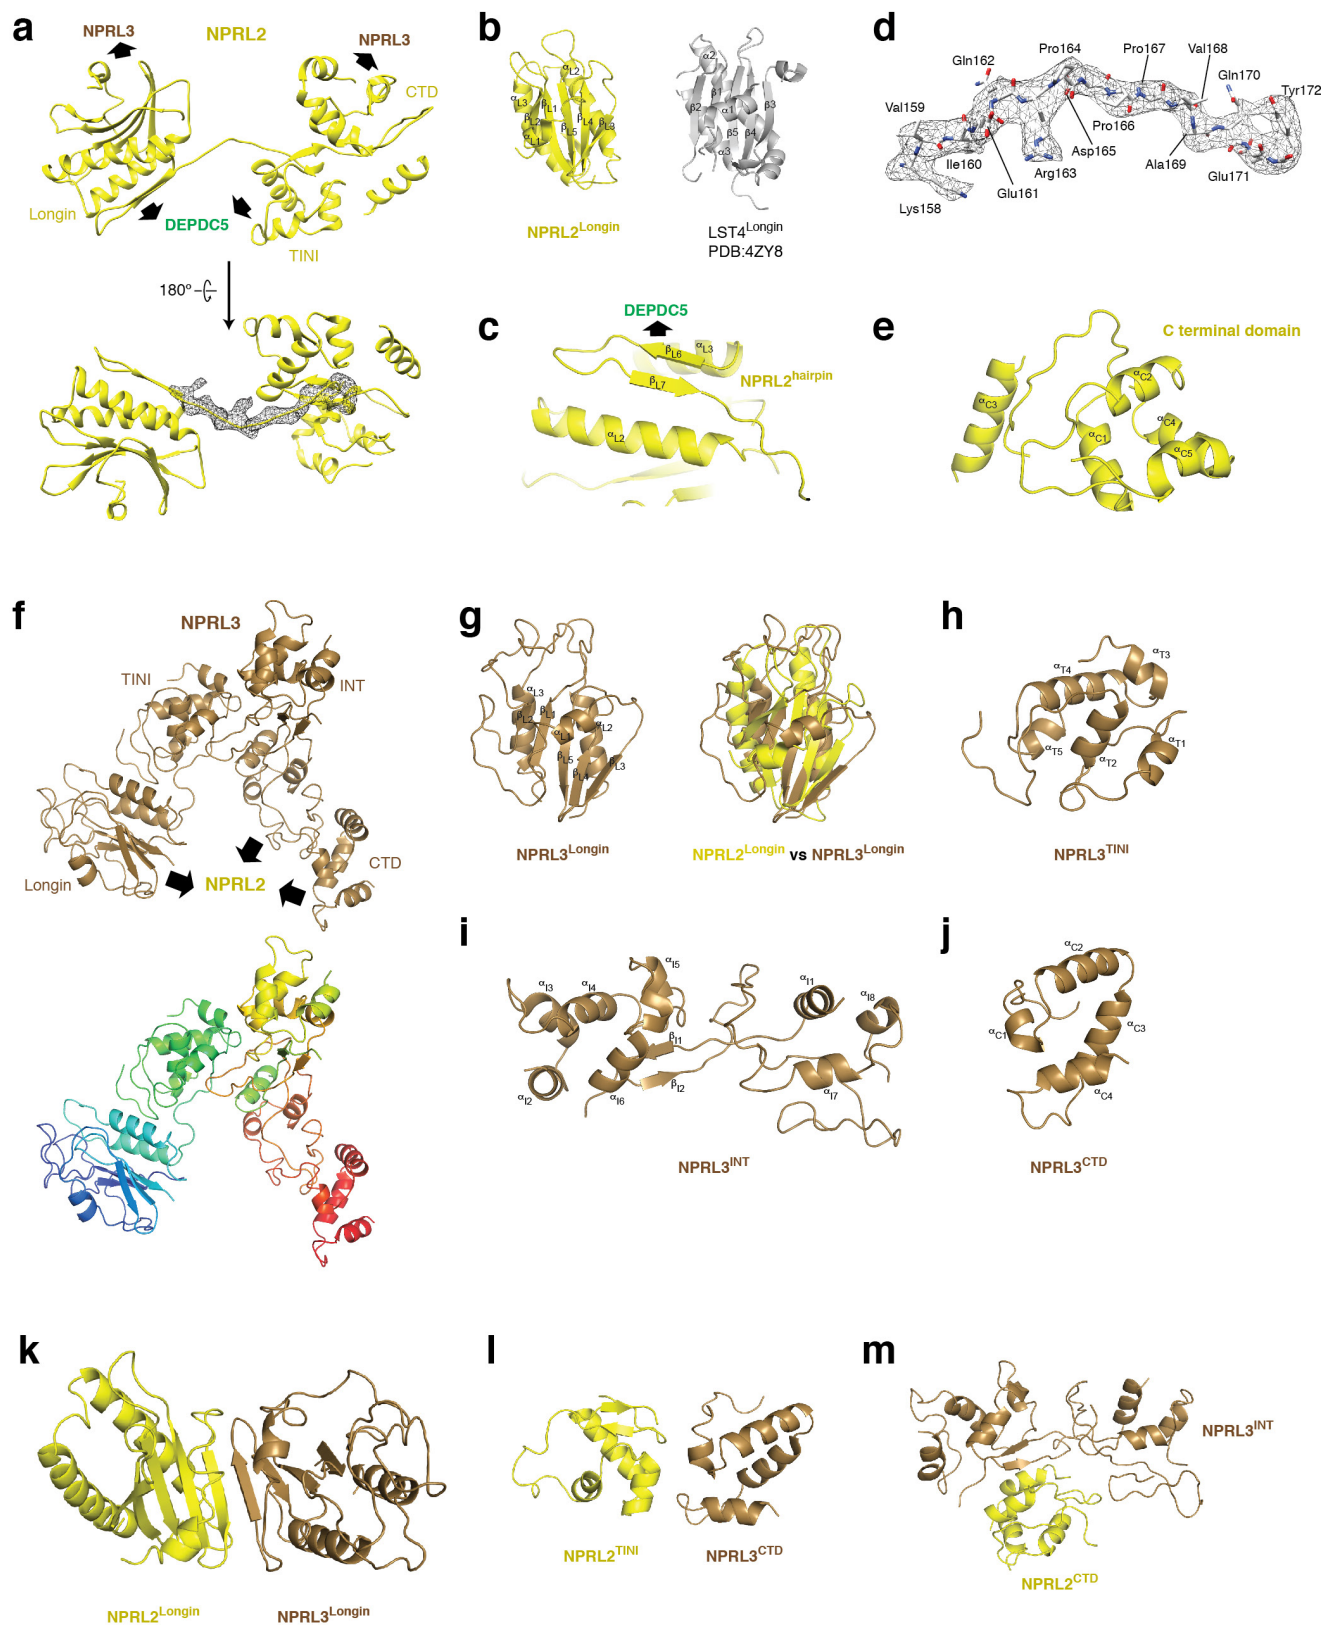 a
NPRL3
NPRL2
NPRL3
CTD
Longin
DEPDC5
TINI
180º
b
αL2
αL3
βL1
βL2
βL4
βL3
αL1
βL5
NPRL2Longin
α2
β1
β2
α1
β3
β5
β4
α3
LST4Longin
PDB:4ZY8
c
DEPDC5
βL6
αL3
βL7
NPRL2hairpin
αL2
d
Pro164
Pro167
Val168
Gln162
Gln170
Tyr172
Val159
Pro166
Ile160
Asp165
Ala169
Arg163
Glu171
Glu161
Lys158
e
C terminal domain
αC2
αC3
αC4
αC1
αC5
f
NPRL3
TINI
INT
Longin
NPRL2
CTD
g
αL3
βL1
βL2
αL2
αL1
βL5
βL3
βL4
NPRL3Longin
NPRL2Longin vs NPRL3Longin
h
αT3
αT4
αT1
αT5
αT2
NPRL3TINI
i
αI5
αI3
αI4
αI1
αI8
βI1
βI2
αI2
αI6
αI7
NPRL3INT
j
αC2
αC1
αC3
αC4
NPRL3CTD
k
NPRL2Longin
NPRL3Longin
l
NPRL2TINI
NPRL3CTD
m
NPRL3INT
NPRL2CTD